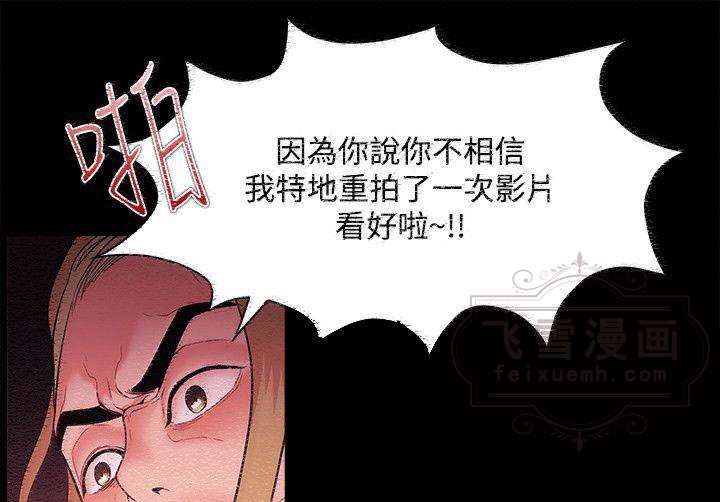 啪
因為你說你不相信
我特地重拍了一次影片
看好啦~!!
飞雪漫画
feixuemh.com